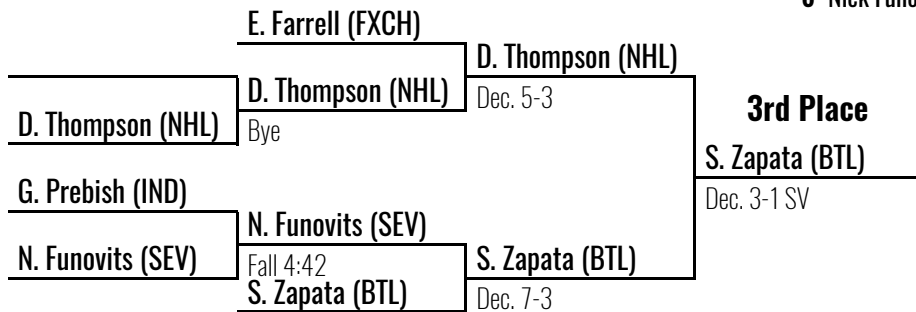 E. Farrell (FXCH)
D. Thompson (NHL)
D. Thompson (NHL)
Dec. 5-3
3rd Place
D. Thompson (NHL)
Bye
S. Zapata (BTL)
G. Prebish (IND)
Dec. 3-1 SV
N. Funovits (SEV)
N. Funovits (SEV)
Fall 4:42
S. Zapata (BTL)
S. Zapata (BTL)
Dec. 7-3